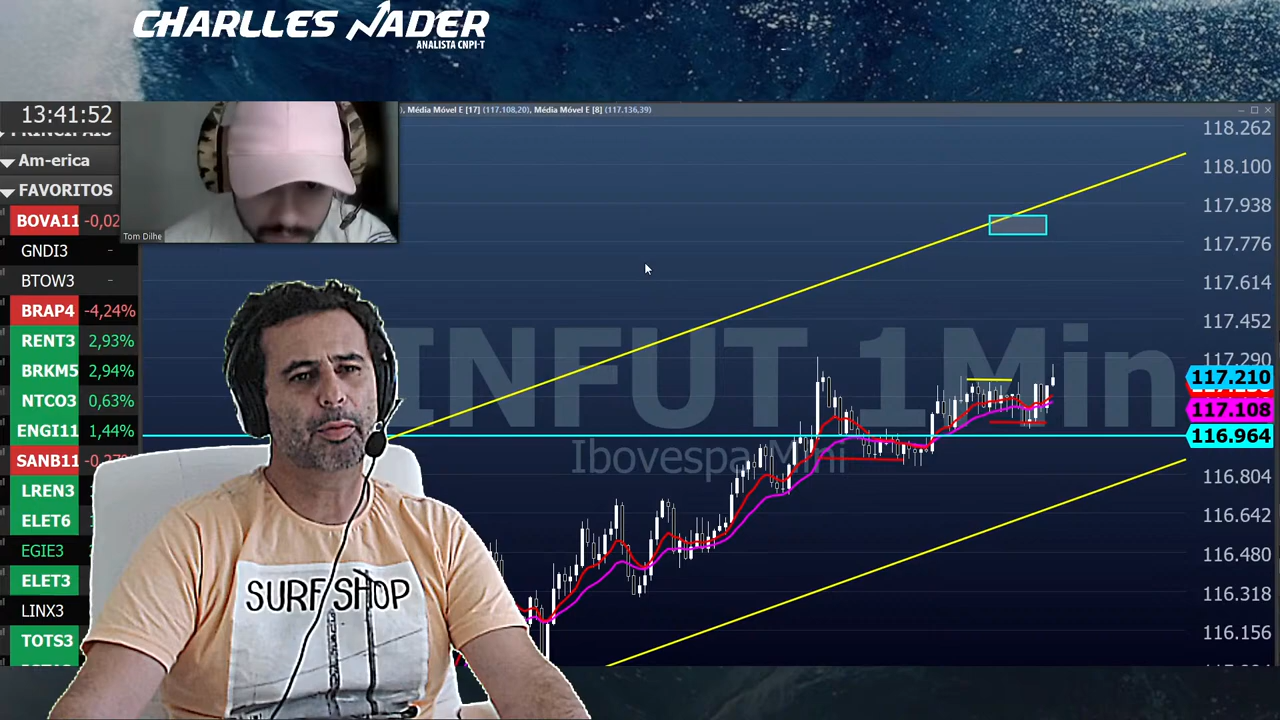 CHARLLES NADER
ANALISTA CNPI-T
13:41:52
), Média Móvel E [17] (117.108,20), Média Móvel E [8] (117.136,39)
PRINCIPAIS
Am-erica
FAVORITOS
BOVA11 -0,02
GNDI3 -
BTOW3 -
BRAP4 -4,24%
RENT3 2,93%
BRKM5 2,94%
NTCO3 0,63%
ENGI11 1,44%
SANB11 -0,27%
LREN3
ELET6
EGIE3
ELET3
LINX3
TOTS3
Tom Dilhe
INFUT 1Min
Ibovespa Mini
SURF SHOP
118.262
118.100
117.938
117.776
117.614
117.452
117.290
117.210
117.108
116.964
116.804
116.642
116.480
116.318
116.156